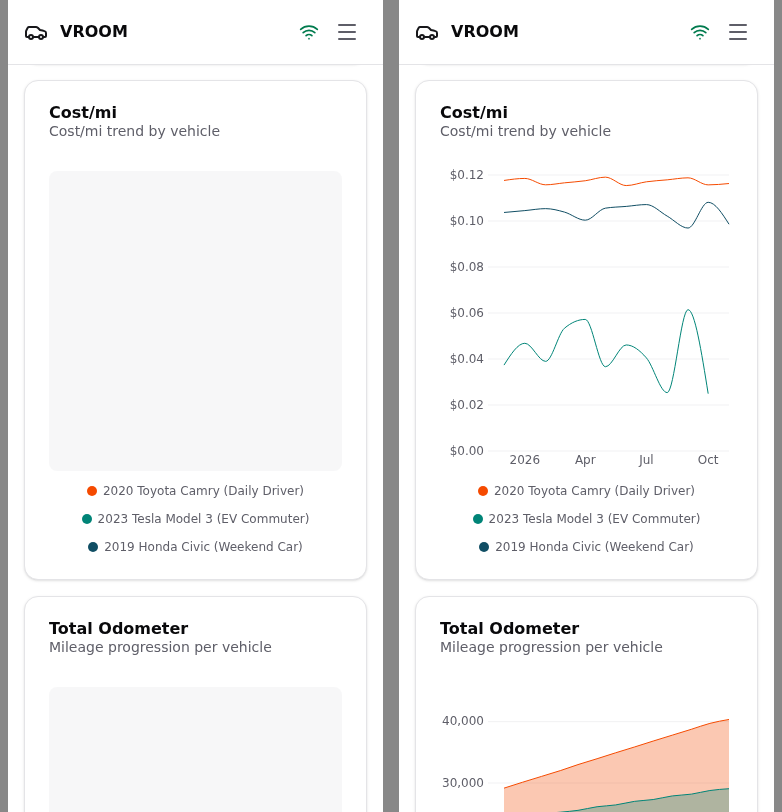 VROOM
Cost/mi
Cost/mi trend by vehicle
2020 Toyota Camry (Daily Driver)
2023 Tesla Model 3 (EV Commuter)
2019 Honda Civic (Weekend Car)
Total Odometer
Mileage progression per vehicle
VROOM
Cost/mi
Cost/mi trend by vehicle
$0.12
$0.10
$0.08
$0.06
$0.04
$0.02
$0.00
2026 Apr Jul Oct
2020 Toyota Camry (Daily Driver)
2023 Tesla Model 3 (EV Commuter)
2019 Honda Civic (Weekend Car)
Total Odometer
Mileage progression per vehicle
40,000
30,000